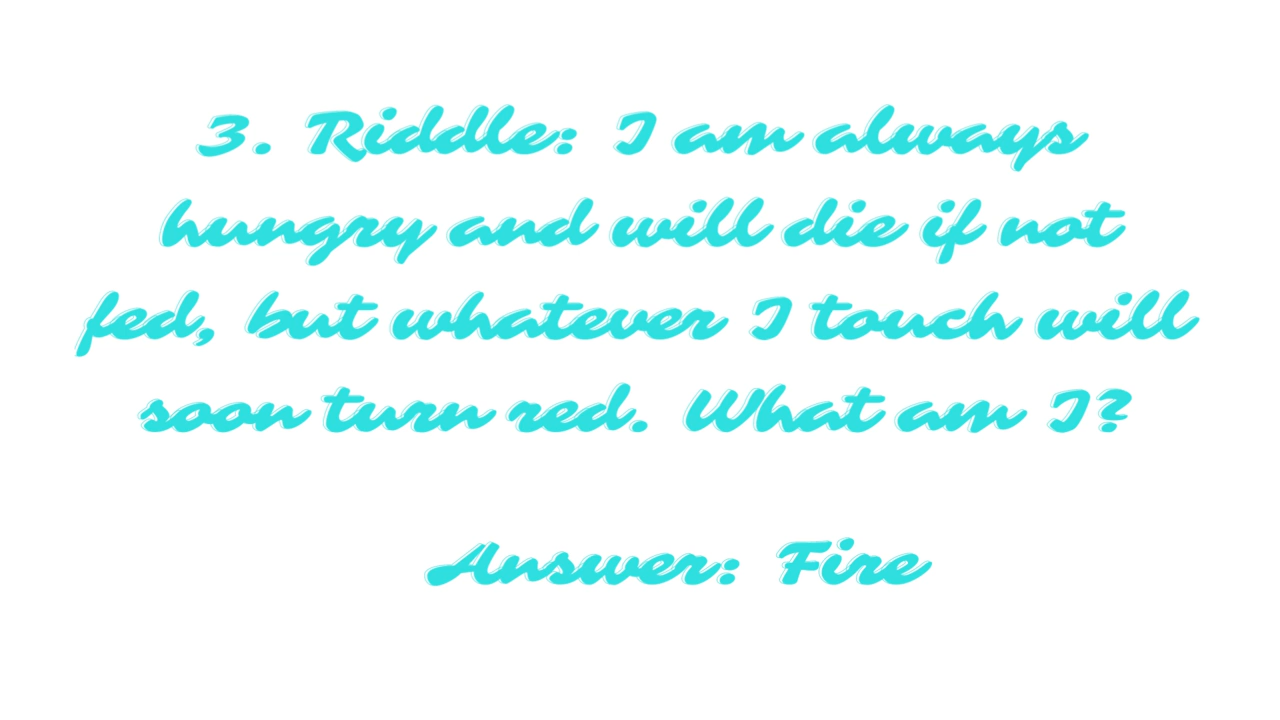 3. Riddle: I am always
hungry and will die if not
fed, but whatever I touch will
soon turn red. What am I?
Answer: Fire